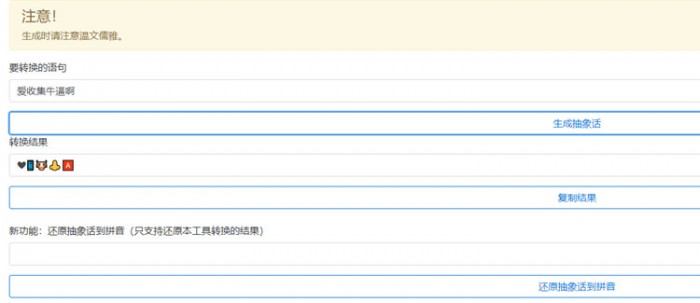 注意！
生成时请注意温文儒雅。
要转换的语句
爱收集牛逼啊
生成抽象话
转换结果
🖤📱🐮👃🅰
复制结果
新功能：还原抽象话到拼音（只支持还原本工具转换的结果）
还原抽象话到拼音